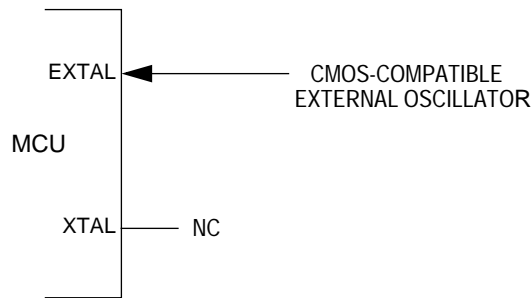 EXTAL
CMOS-COMPATIBLE
EXTERNAL OSCILLATOR
MCU
XTAL
NC